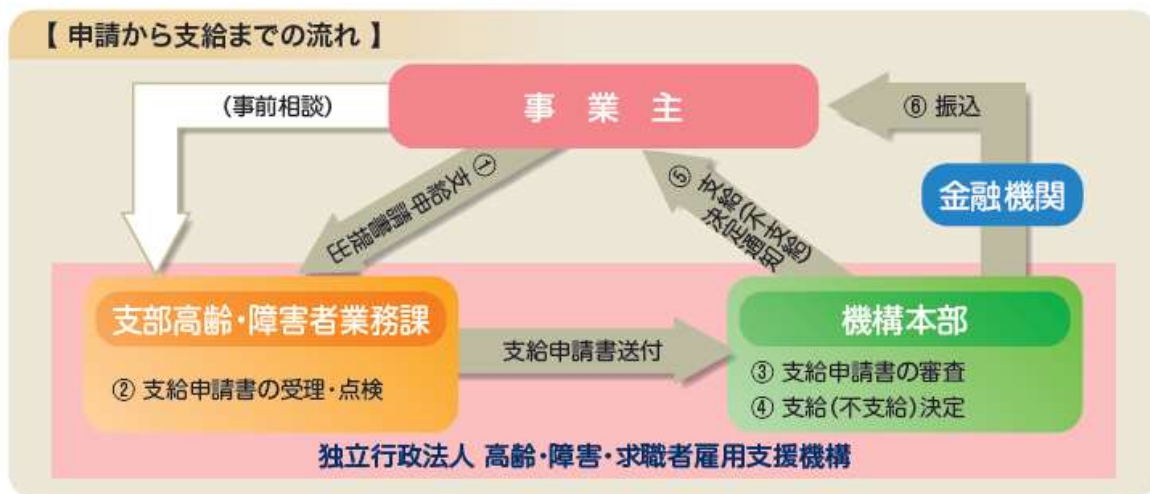 【 申請から支給までの流れ 】
(事前相談)
事 業 主
⑥ 振込
① 支給申請書提出
⑤ 支給(不支給)
決定通知
金融機関
支部高齢・障害者業務課
② 支給申請書の受理・点検
支給申請書送付
機構本部
③ 支給申請書の審査
④ 支給(不支給)決定
独立行政法人 高齢・障害・求職者雇用支援機構